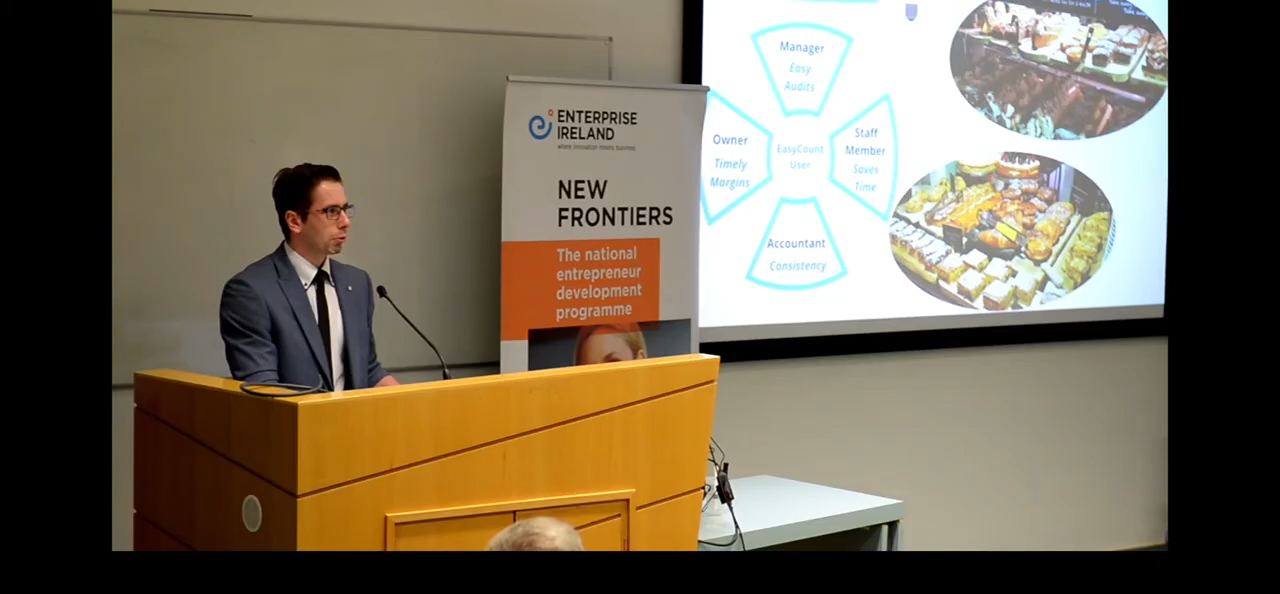 ENTERPRISE
IRELAND
where innovation means business
NEW
FRONTIERS
The national
entrepreneur
development
programme
Manager
Easy
Audits
Owner
Timely
Margins
EasyCount
User
Staff
Member
Saves
Time
Accountant
Consistency